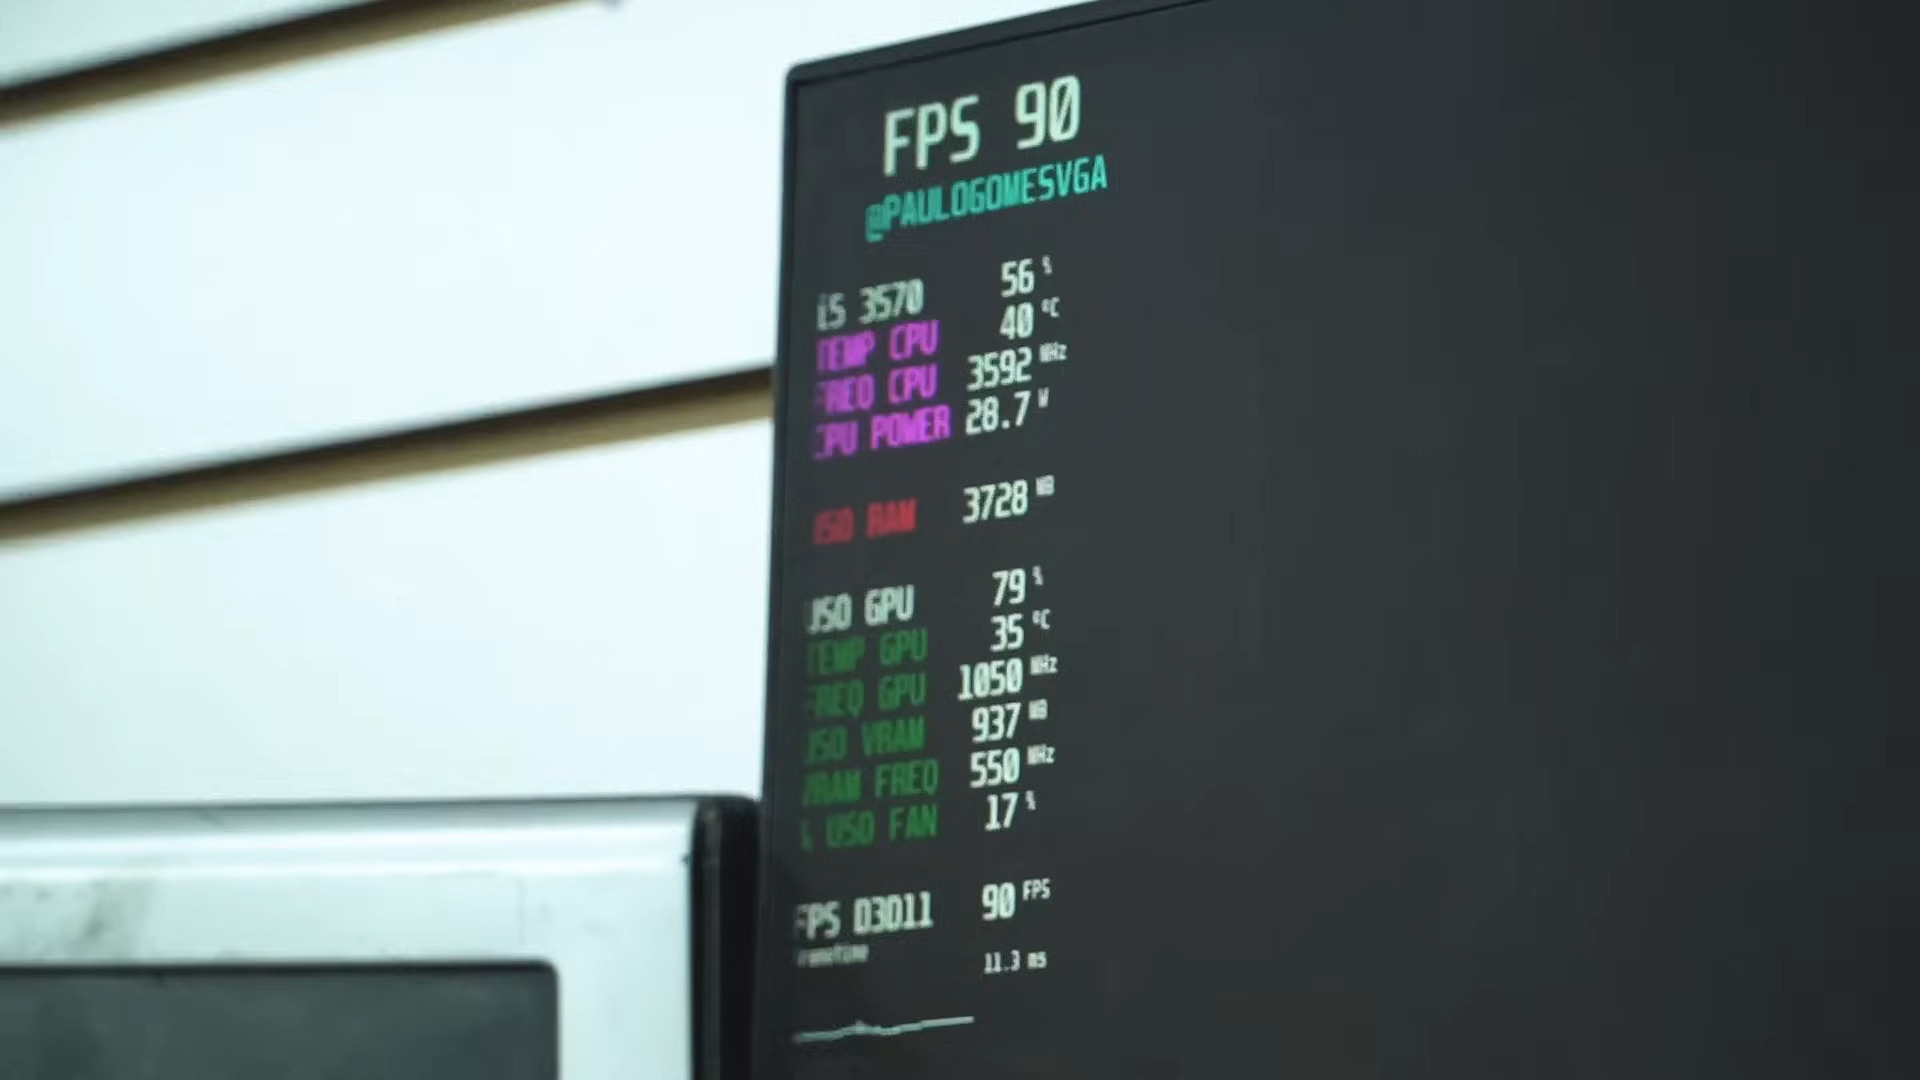 FPS 90
@PAULOGOMESVGA
i5 3570 56 %
TEMP CPU 40 °C
FREQ CPU 3592 MHz
CPU POWER 28.7 W
USO RAM 3728 MB
USO GPU 79 %
TEMP GPU 35 °C
FREQ GPU 1050 MHz
USO VRAM 937 MB
VRAM FREQ 550 MHz
% USO FAN 17 %
FPS D3D11 90 FPS
Frametime 11.3 ms